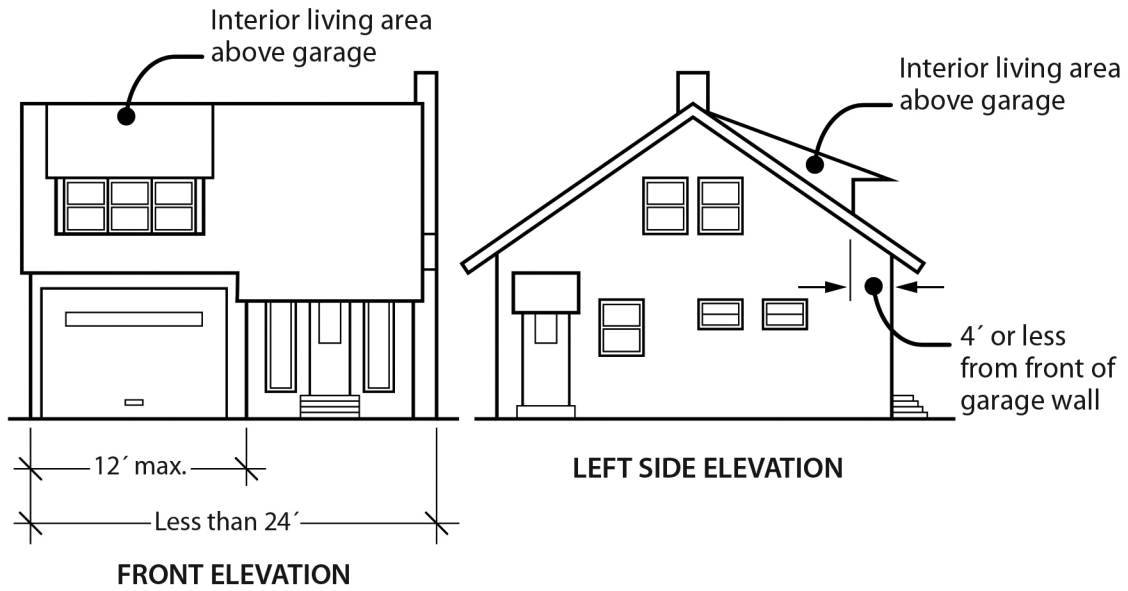 Interior living area
above garage
Interior living area
above garage
4´ or less
from front of
garage wall
12´ max.
LEFT SIDE ELEVATION
Less than 24´
FRONT ELEVATION